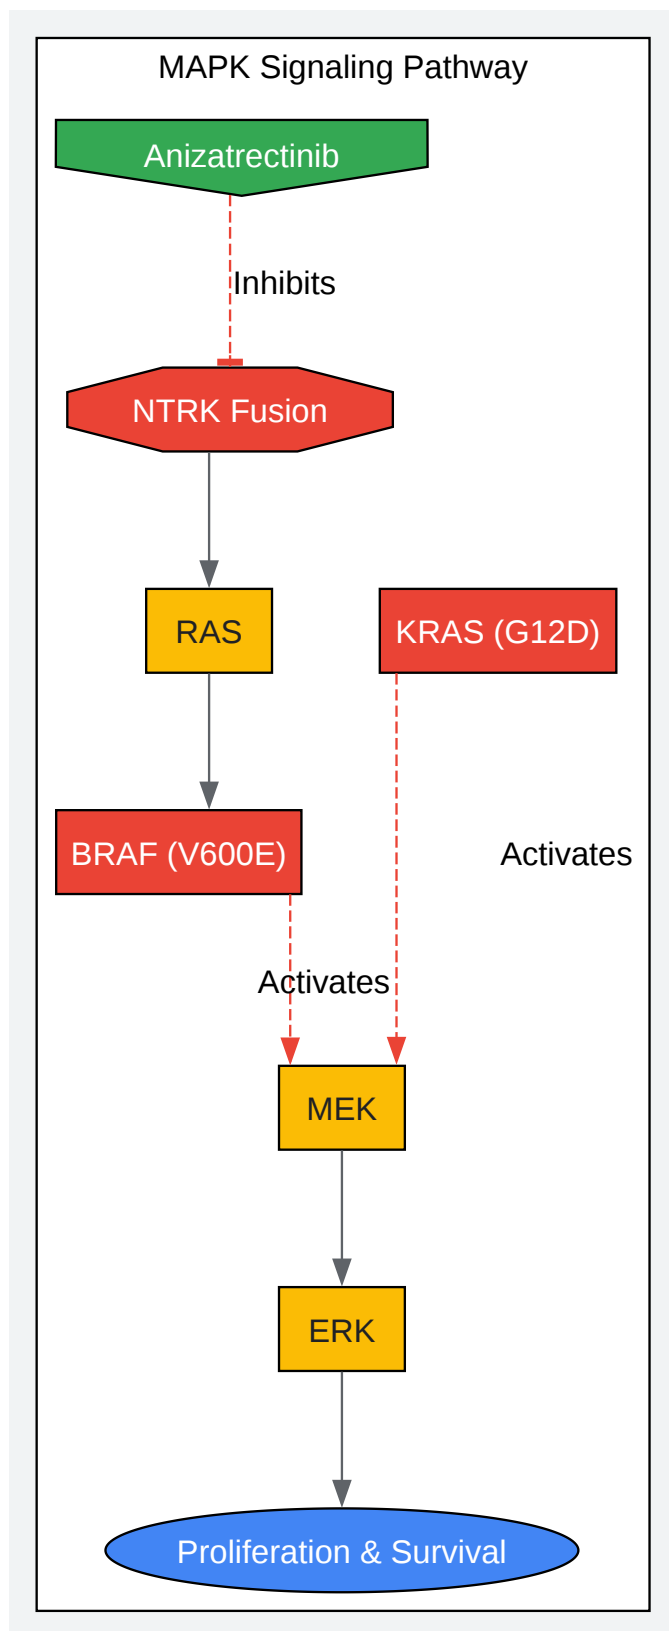 MAPK Signaling Pathway
Anizatrectinib
Inhibits
NTRK Fusion
RAS
KRAS (G12D)
BRAF (V600E)
Activates
Activates
MEK
ERK
Proliferation & Survival